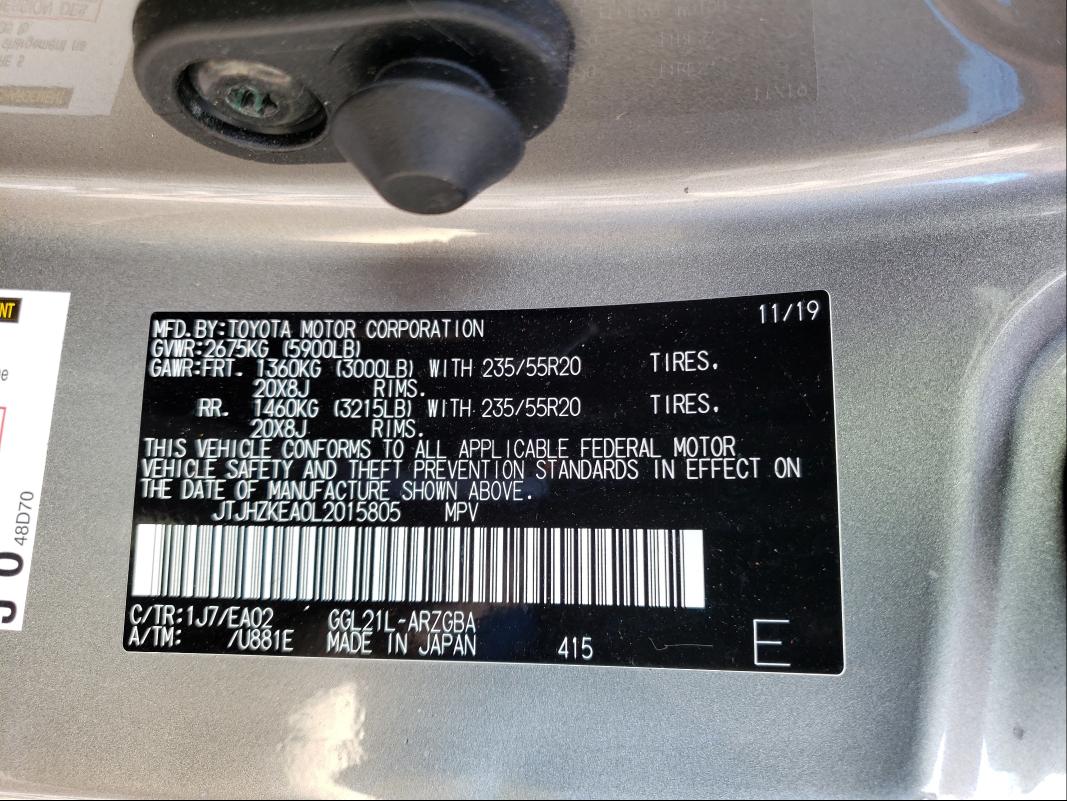 11/19
MFD.BY:TOYOTA MOTOR CORPORATION
GVWR:2675KG (5900LB)
GAWR:FRT. 1360KG (3000LB) WITH 235/55R20 TIRES.
20X8J RIMS.
RR. 1460KG (3215LB) WITH 235/55R20 TIRES.
20X8J RIMS.
THIS VEHICLE CONFORMS TO ALL APPLICABLE FEDERAL MOTOR
VEHICLE SAFETY AND THEFT PREVENTION STANDARDS IN EFFECT ON
THE DATE OF MANUFACTURE SHOWN ABOVE.
JTJHZKEA0L2015805 MPV
C/TR:1J7/EA02 GGL21L-ARZGBA
A/TM: /U881E MADE IN JAPAN 415 E
48D70